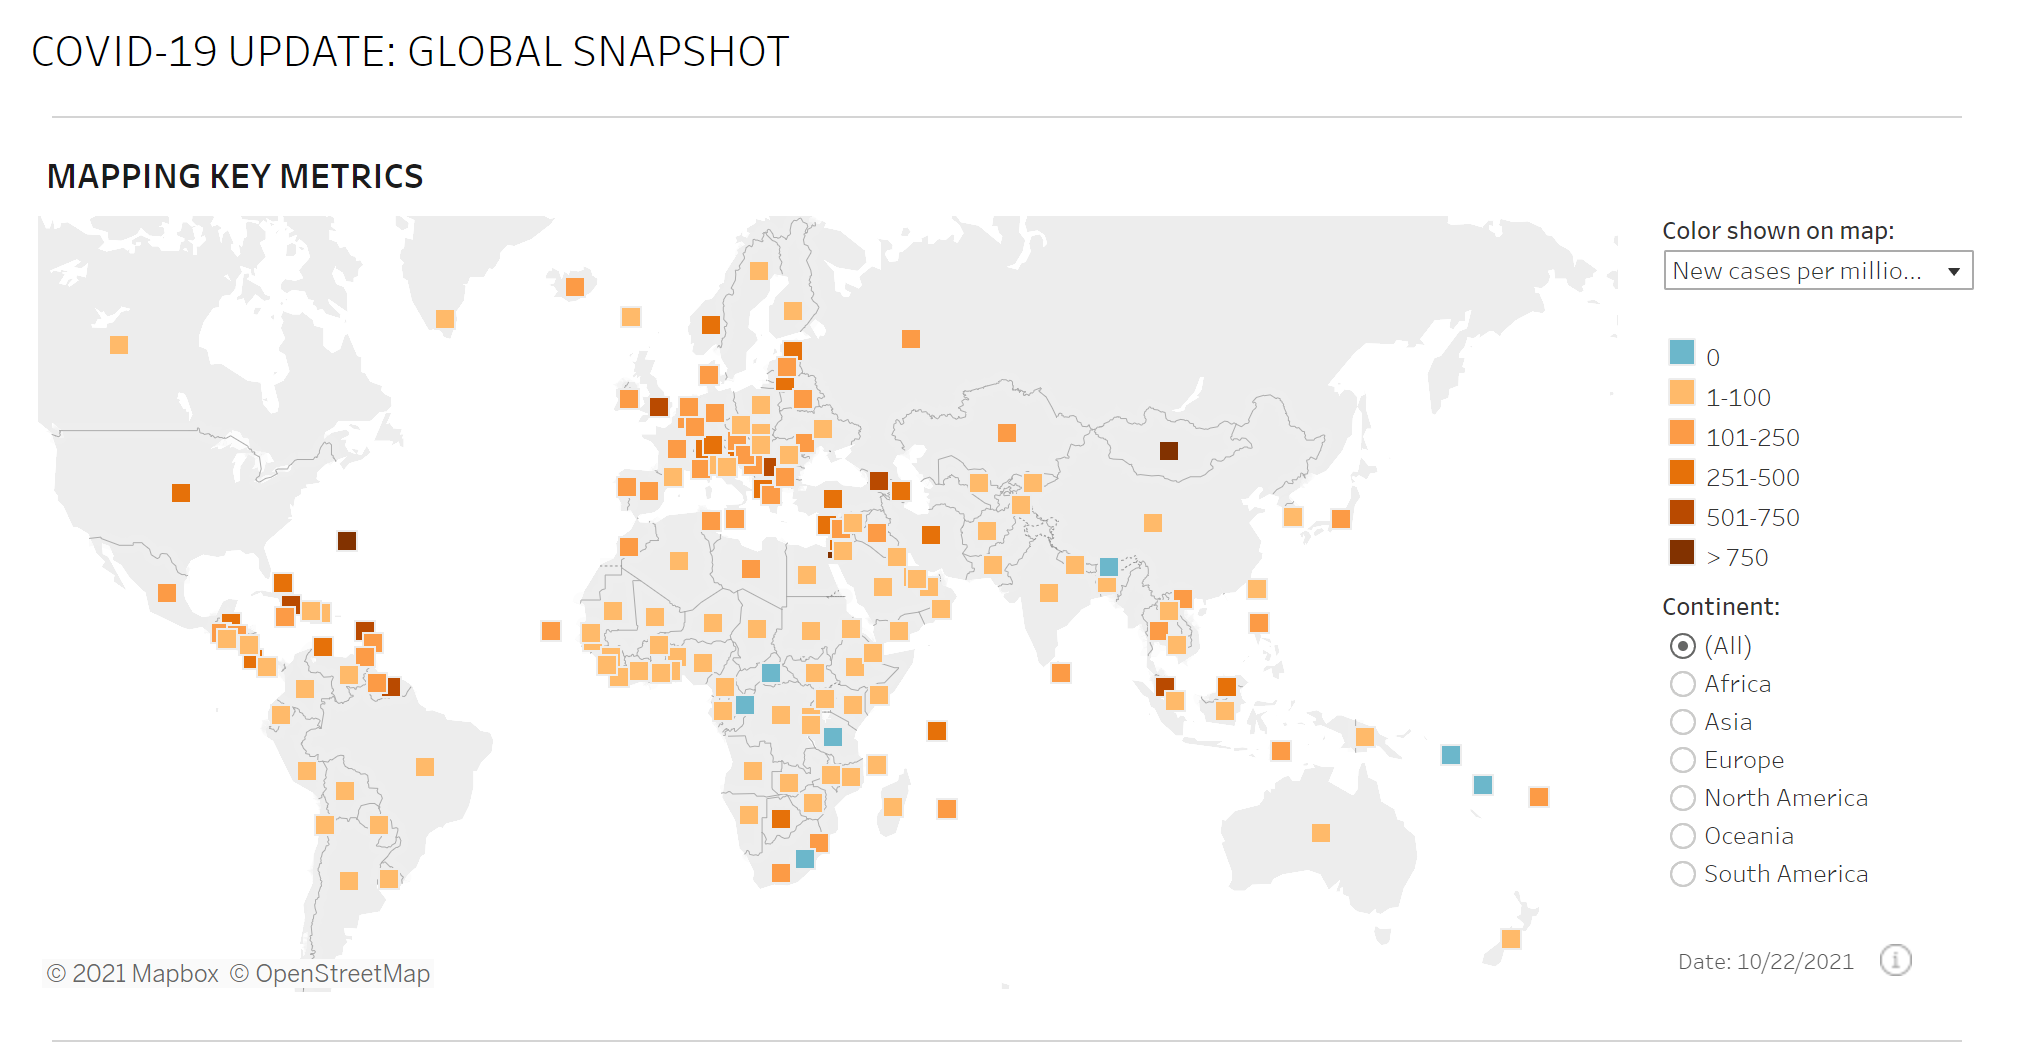 COVID-19 UPDATE: GLOBAL SNAPSHOT
MAPPING KEY METRICS
Color shown on map:
New cases per millio...
0
1-100
101-250
251-500
501-750
> 750
Continent:
(All)
Africa
Asia
Europe
North America
Oceania
South America
Date: 10/22/2021
© 2021 Mapbox © OpenStreetMap